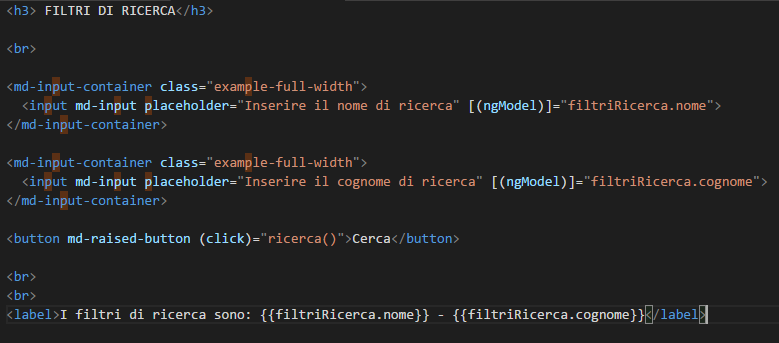 <h3> FILTRI DI RICERCA</h3>
<br>
<md-input-container class="example-full-width">
<input md-input placeholder="Inserire il nome di ricerca" [(ngModel)]="filtriRicerca.nome">
</md-input-container>
<md-input-container class="example-full-width">
<input md-input placeholder="Inserire il cognome di ricerca" [(ngModel)]="filtriRicerca.cognome">
</md-input-container>
<button md-raised-button (click)="ricerca()">Cerca</button>
<br>
<br>
<label>I filtri di ricerca sono: {{filtriRicerca.nome}} - {{filtriRicerca.cognome}}</label>